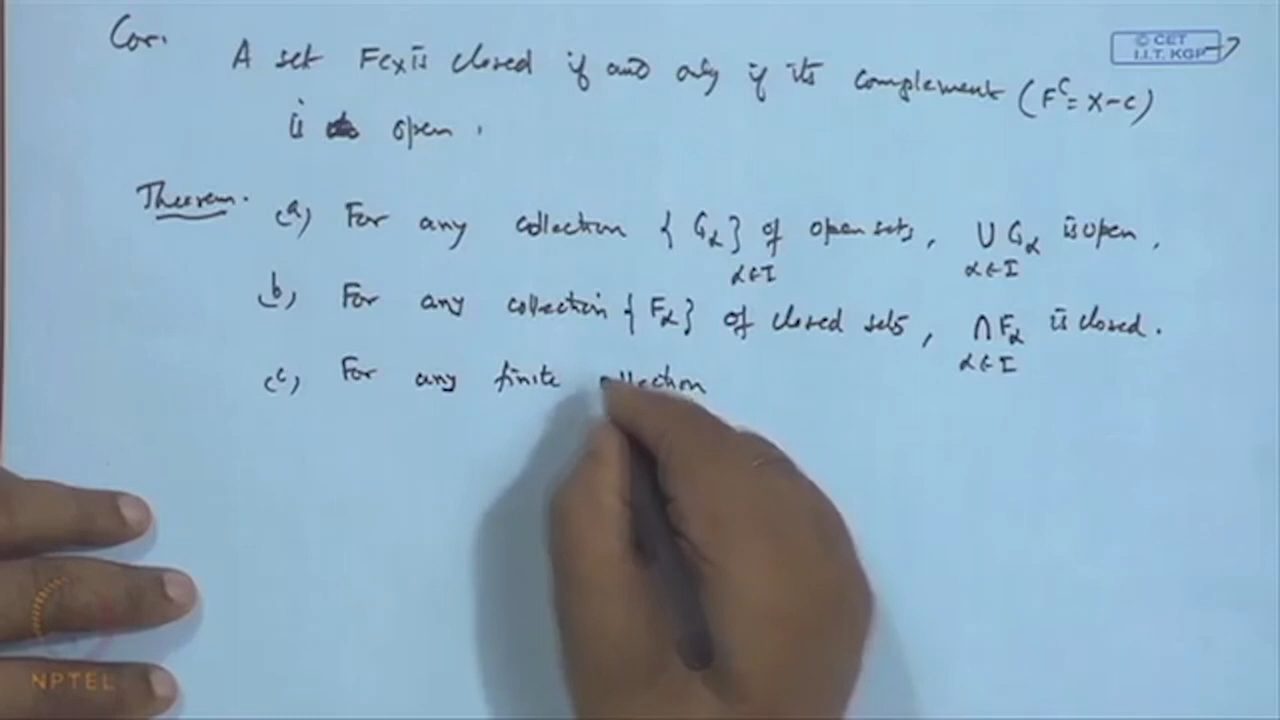 Cor.
© CET
I.I.T. KGP
A set F⊂X is closed if and only if its complement (Fᶜ = X - C)
is open.
Theorem. (a) For any collection { G_α }_{α∈I} of open sets, ∪_{α∈I} G_α is open.
(b) For any collection { F_α } of closed sets, ∩_{α∈I} F_α is closed.
(c) For any finite collection
NPTEL